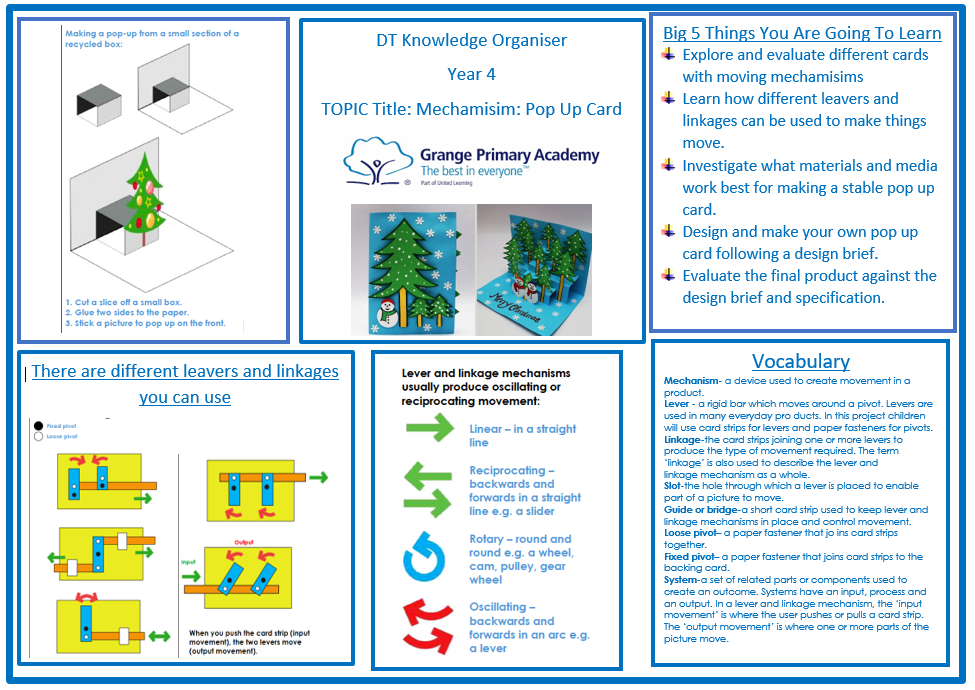 Making a pop-up from a small section of a
recycled box:
1. Cut a slice off a small box.
2. Glue two sides to the paper.
3. Stick a picture to pop up on the front.
DT Knowledge Organiser
Year 4
TOPIC Title: Mechamisim: Pop Up Card
Grange Primary Academy
The best in everyone™
Part of United Learning
Merry Christmas
Big 5 Things You Are Going To Learn
Explore and evaluate different cards
with moving mechamisims
Learn how different leavers and
linkages can be used to make things
move.
Investigate what materials and media
work best for making a stable pop up
card.
Design and make your own pop up
card following a design brief.
Evaluate the final product against the
design brief and specification.
There are different leavers and linkages
you can use
Fixed pivot
Loose pivot
Output
Input
When you push the card strip (input
movement), the two levers move
(output movement).
Lever and linkage mechanisms
usually produce oscillating or
reciprocating movement:
Linear – in a straight
line
Reciprocating –
backwards and
forwards in a straight
line e.g. a slider
Rotary – round and
round e.g. a wheel,
cam, pulley, gear
wheel
Oscillating –
backwards and
forwards in an arc e.g.
a lever
Vocabulary
Mechanism- a device used to create movement in a
product.
Lever - a rigid bar which moves around a pivot. Levers are
used in many everyday pro ducts. In this project children
will use card strips for levers and paper fasteners for pivots.
Linkage-the card strips joining one or more levers to
produce the type of movement required. The term
‘linkage’ is also used to describe the lever and
linkage mechanism as a whole.
Slot-the hole through which a lever is placed to enable
part of a picture to move.
Guide or bridge-a short card strip used to keep lever and
linkage mechanisms in place and control movement.
Loose pivot– a paper fastener that jo ins card strips
together.
Fixed pivot– a paper fastener that joins card strips to the
backing card.
System-a set of related parts or components used to
create an outcome. Systems have an input, process and
an output. In a lever and linkage mechanism, the ‘input
movement’ is where the user pushes or pulls a card strip.
The ‘output movement’ is where one or more parts of the
picture move.